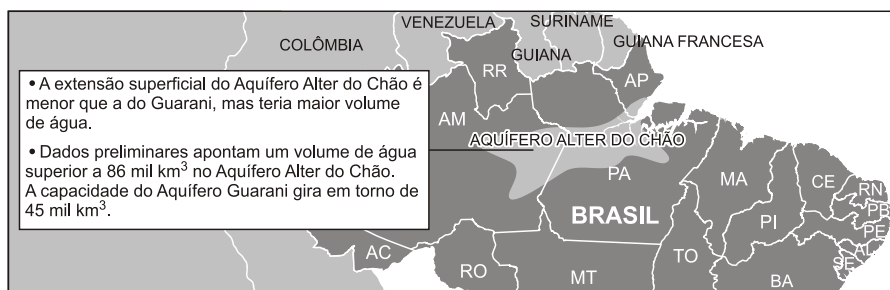 VENEZUELA
SURINAME
COLÔMBIA
GUIANA
GUIANA FRANCESA
RR
AP
• A extensão superficial do Aquífero Alter do Chão é
menor que a do Guarani, mas teria maior volume
de água.
• Dados preliminares apontam um volume de água
superior a 86 mil km³ no Aquífero Alter do Chão.
A capacidade do Aquífero Guarani gira em torno de
45 mil km³.
AM
AQUÍFERO ALTER DO CHÃO
PA
MA
CE
RN
PB
PE
AL
SE
PI
BRASIL
AC
RO
MT
TO
BA